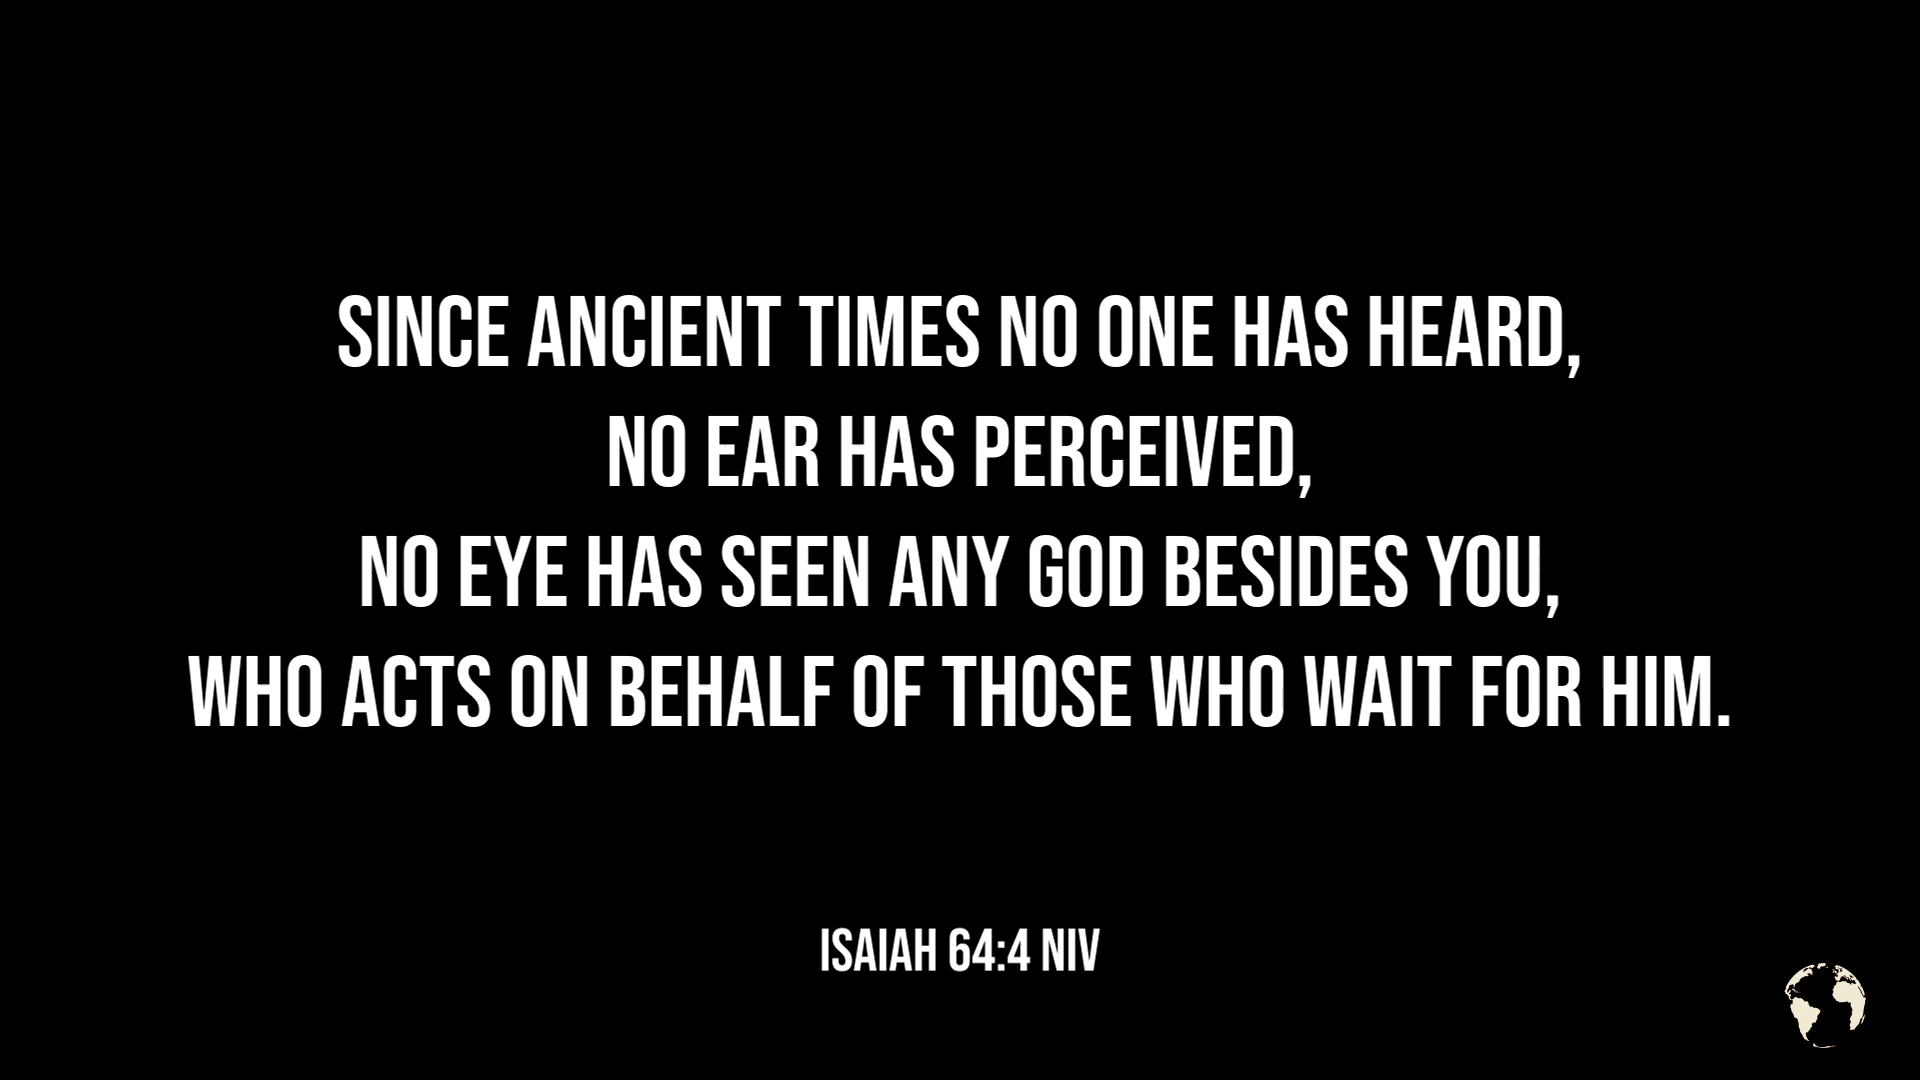 SINCE ANCIENT TIMES NO ONE HAS HEARD,
NO EAR HAS PERCEIVED,
NO EYE HAS SEEN ANY GOD BESIDES YOU,
WHO ACTS ON BEHALF OF THOSE WHO WAIT FOR HIM.
ISAIAH 64:4 NIV